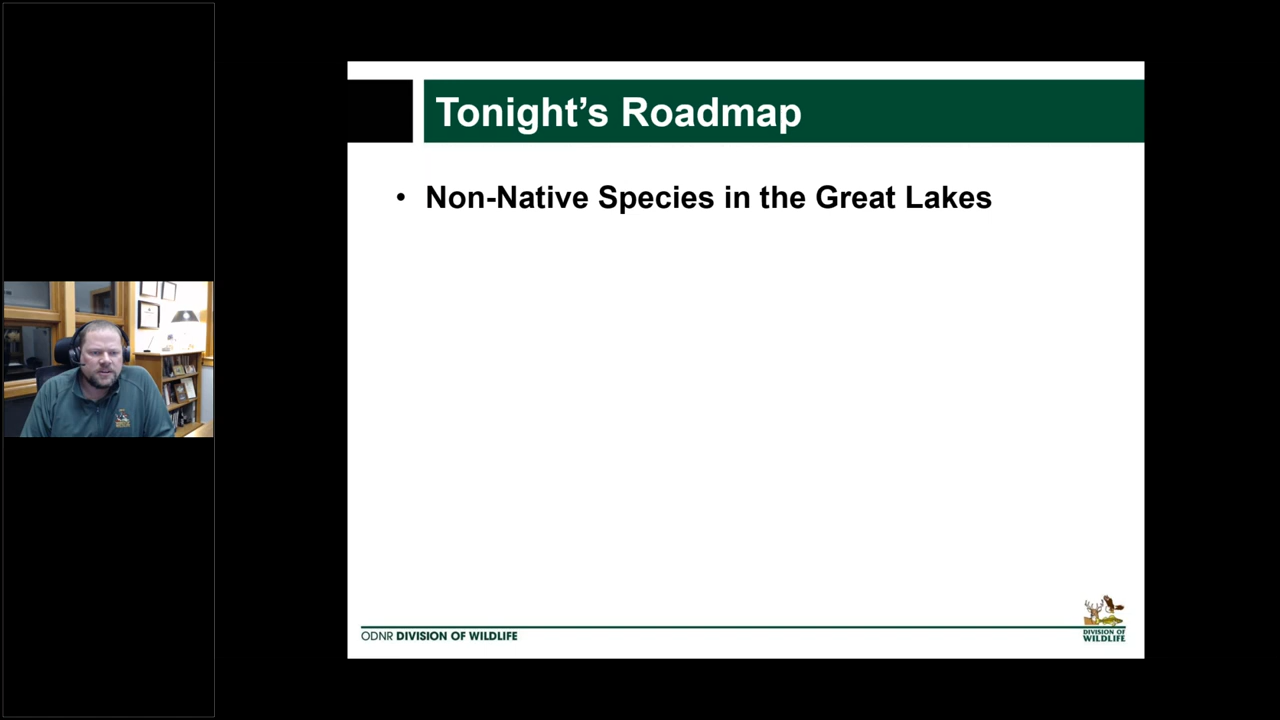 Tonight's Roadmap
• Non-Native Species in the Great Lakes
ODNR DIVISION OF WILDLIFE
DIVISION OF
WILDLIFE